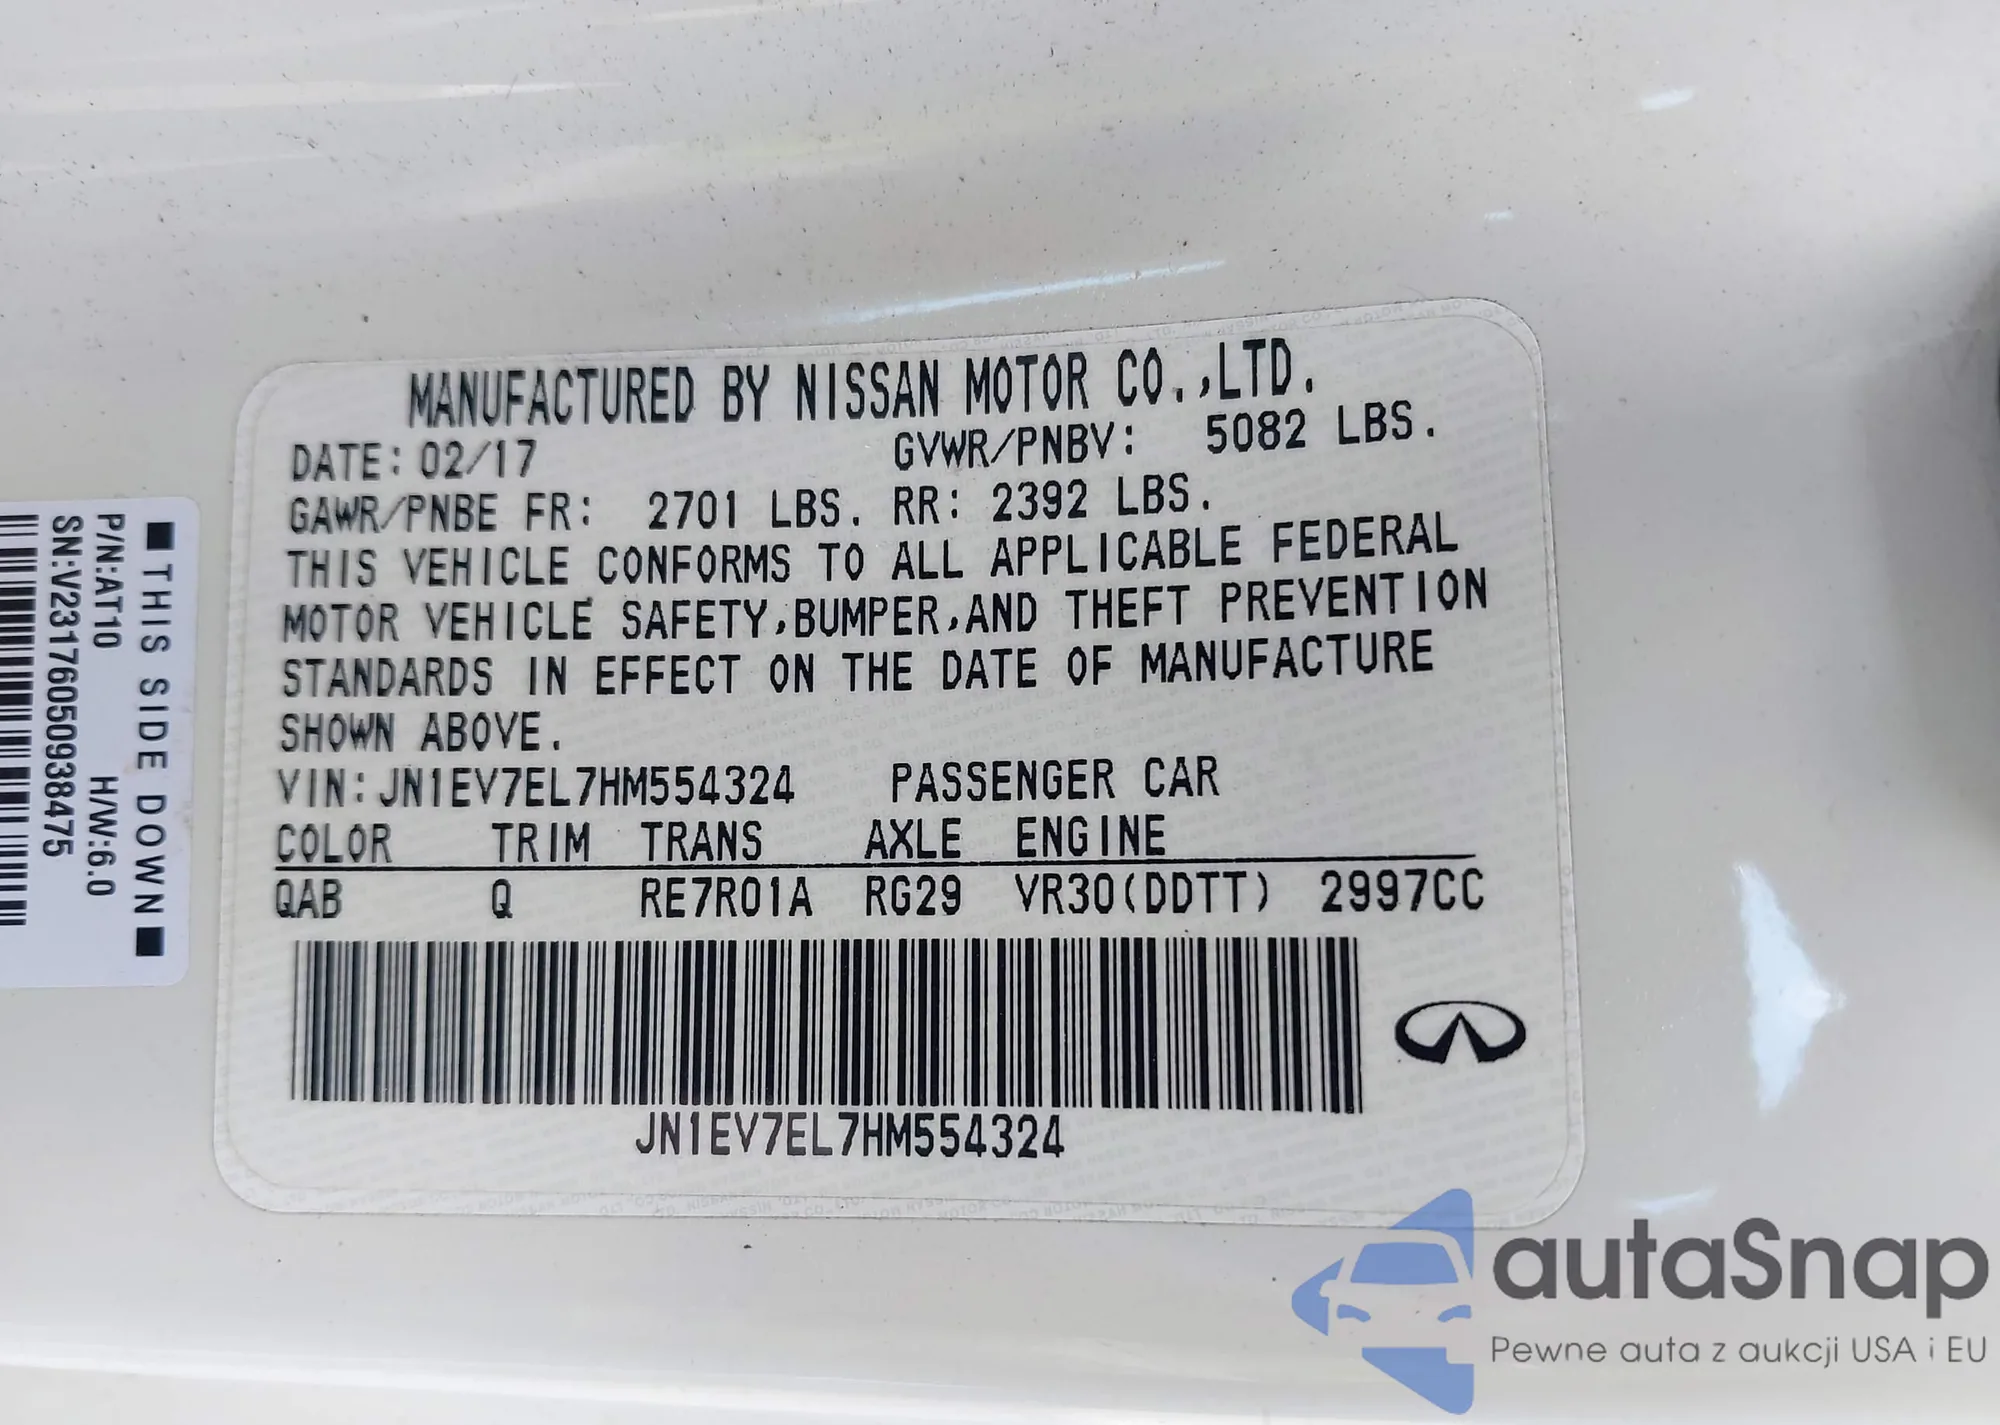 MANUFACTURED BY NISSAN MOTOR CO.,LTD.
DATE: 02/17 GVWR/PNBV: 5082 LBS.
GAWR/PNBE FR: 2701 LBS. RR: 2392 LBS.
THIS VEHICLE CONFORMS TO ALL APPLICABLE FEDERAL
MOTOR VEHICLE SAFETY,BUMPER,AND THEFT PREVENTION
STANDARDS IN EFFECT ON THE DATE OF MANUFACTURE
SHOWN ABOVE.
VIN:JN1EV7EL7HM554324 PASSENGER CAR
COLOR TRIM TRANS AXLE ENGINE
QAB Q RE7R01A RG29 VR30(DDTT) 2997CC
JN1EV7EL7HM554324
■ THIS SIDE DOWN ■
P/N:AT10 H/W:6.0
SN:V23176050938475
autaSnap
Pewne auta z aukcji USA i EU